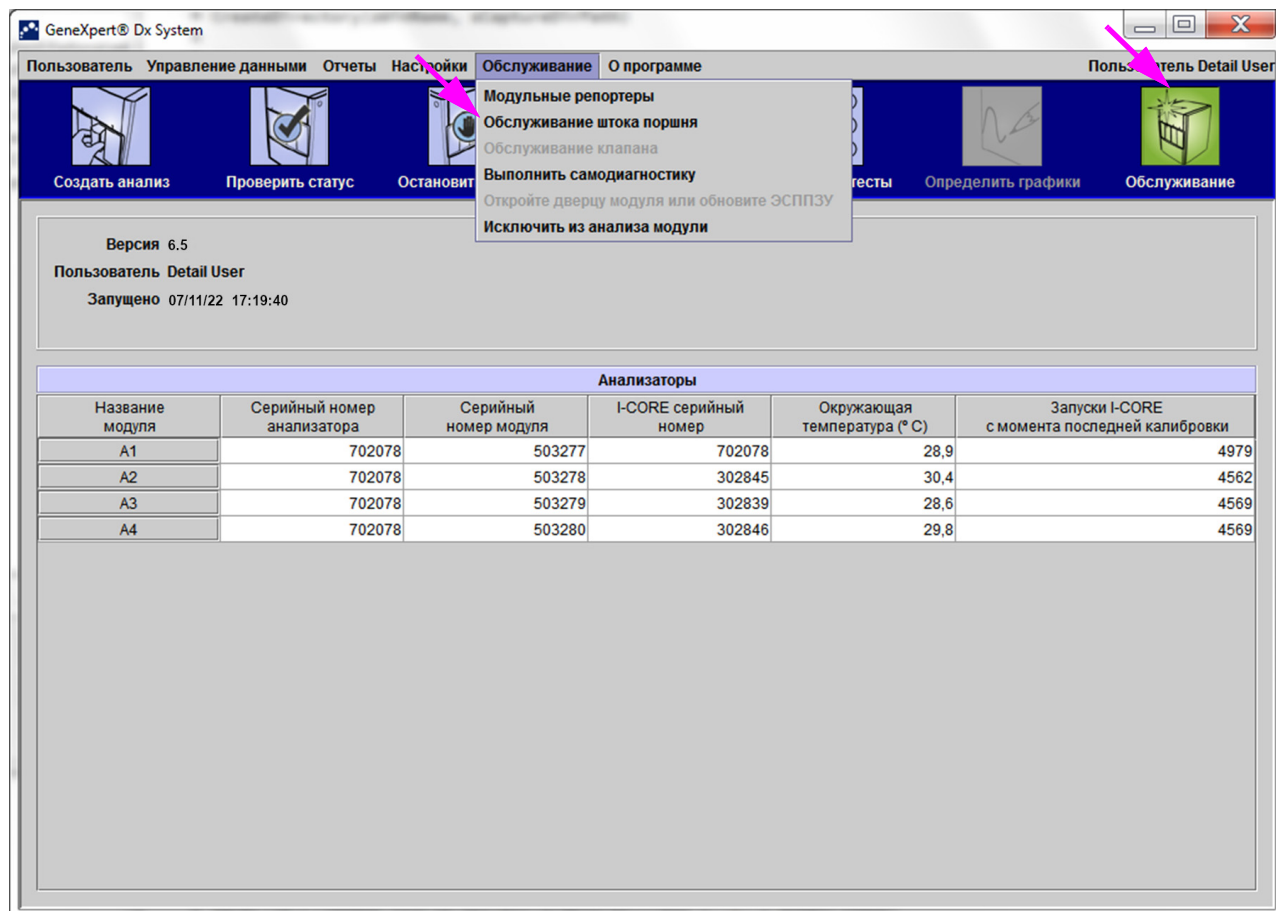 GeneXpert® Dx System
Пользователь Управление данными Отчеты Настройки Обслуживание О программе Пользователь Detail User
Модульные репортеры
Обслуживание штока поршня
Обслуживание клапана
Выполнить самодиагностику
Откройте дверцу модуля или обновите ЭСППЗУ
Исключить из анализа модули
Создать анализ Проверить статус Остановит тесты Определить графики Обслуживание
Версия 6.5
Пользователь Detail User
Запущено 07/11/22 17:19:40
Анализаторы
Название модуля Серийный номер анализатора Серийный номер модуля I-CORE серийный номер Окружающая температура (° C) Запуски I-CORE с момента последней калибровки
A1 702078 503277 702078 28,9 4979
A2 702078 503278 302845 30,4 4562
A3 702078 503279 302839 28,6 4569
A4 702078 503280 302846 29,8 4569